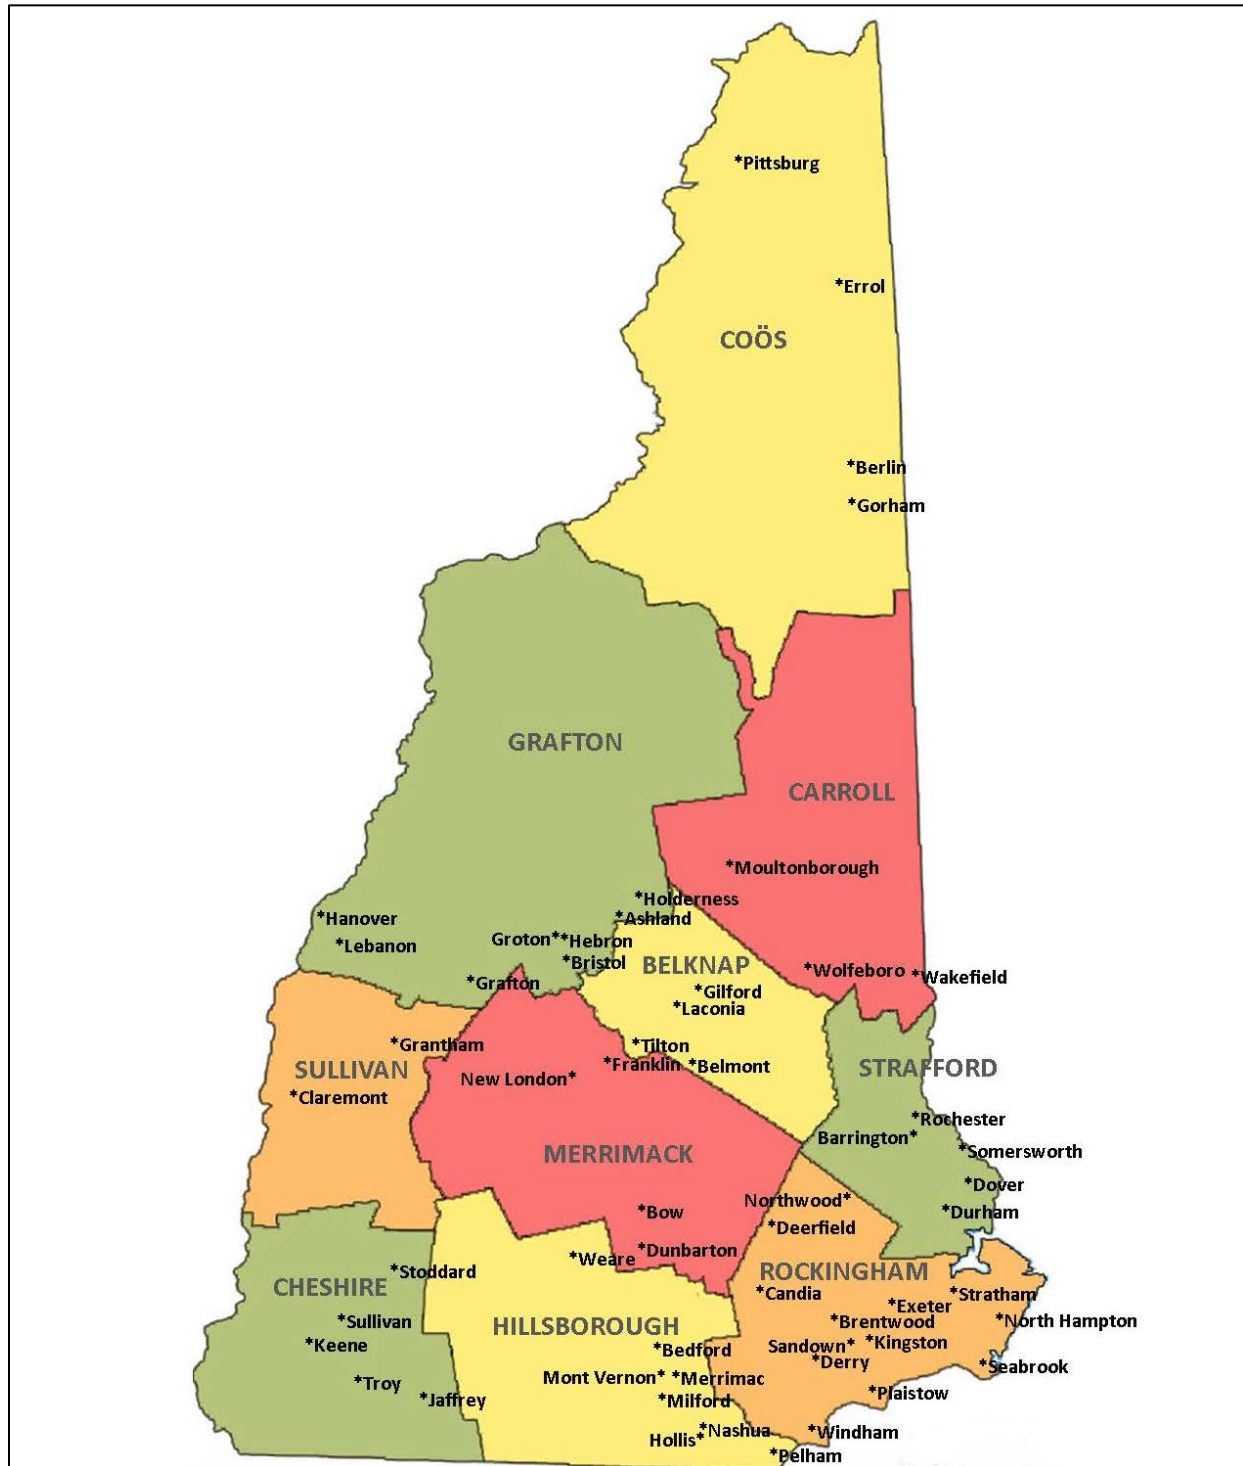 *Pittsburg
*Errol
COÖS
*Berlin
*Gorham
GRAFTON
CARROLL
*Moultonborough
*Holderness
*Hanover
*Ashland
Groton*
*Hebron
*Lebanon
*Bristol
BELKNAP
*Wolfeboro
*Wakefield
*Grafton
*Gilford
*Laconia
*Grantham
*Tilton
SULLIVAN
*Franklin
*Belmont
STRAFFORD
New London*
*Claremont
*Rochester
Barrington*
MERRIMACK
*Somersworth
*Dover
Northwood*
*Bow
*Durham
*Deerfield
*Dunbarton
*Weare
*Stoddard
ROCKINGHAM
CHESHIRE
*Candia
*Stratham
*Exeter
*Sullivan
HILLSBOROUGH
*Brentwood
*North Hampton
*Keene
*Bedford
Sandown*
*Kingston
*Derry
*Seabrook
Mont Vernon*
*Merrimac
*Troy
*Plaistow
*Jaffrey
*Milford
*Nashua
*Windham
Hollis*
*Pelham